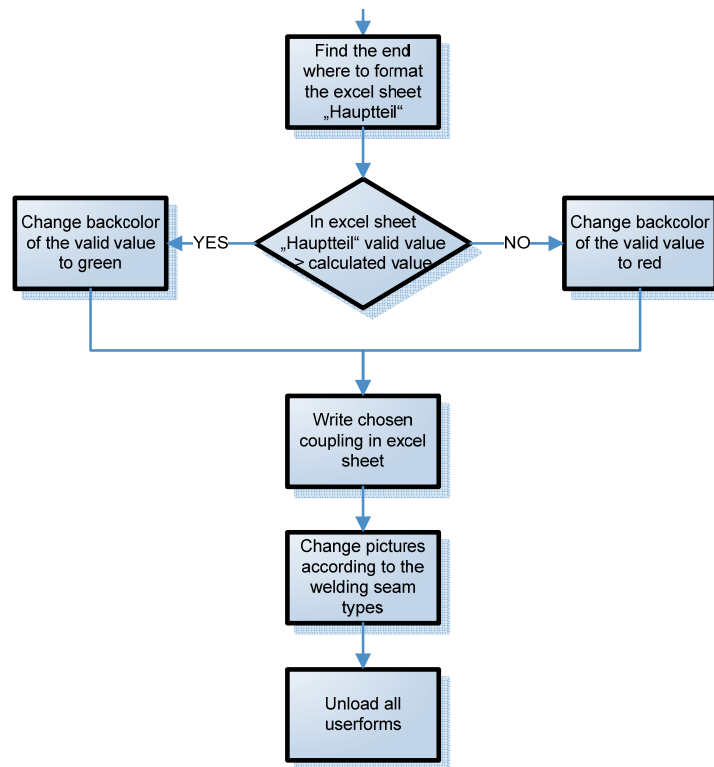 Find the end
where to format
the excel sheet
„Hauptteil“
Change backcolor
of the valid value
to green
YES
In excel sheet
„Hauptteil“ valid value
> calculated value
NO
Change backcolor
of the valid value
to red
Write chosen
coupling in excel
sheet
Change pictures
according to the
welding seam
types
Unload all
userforms